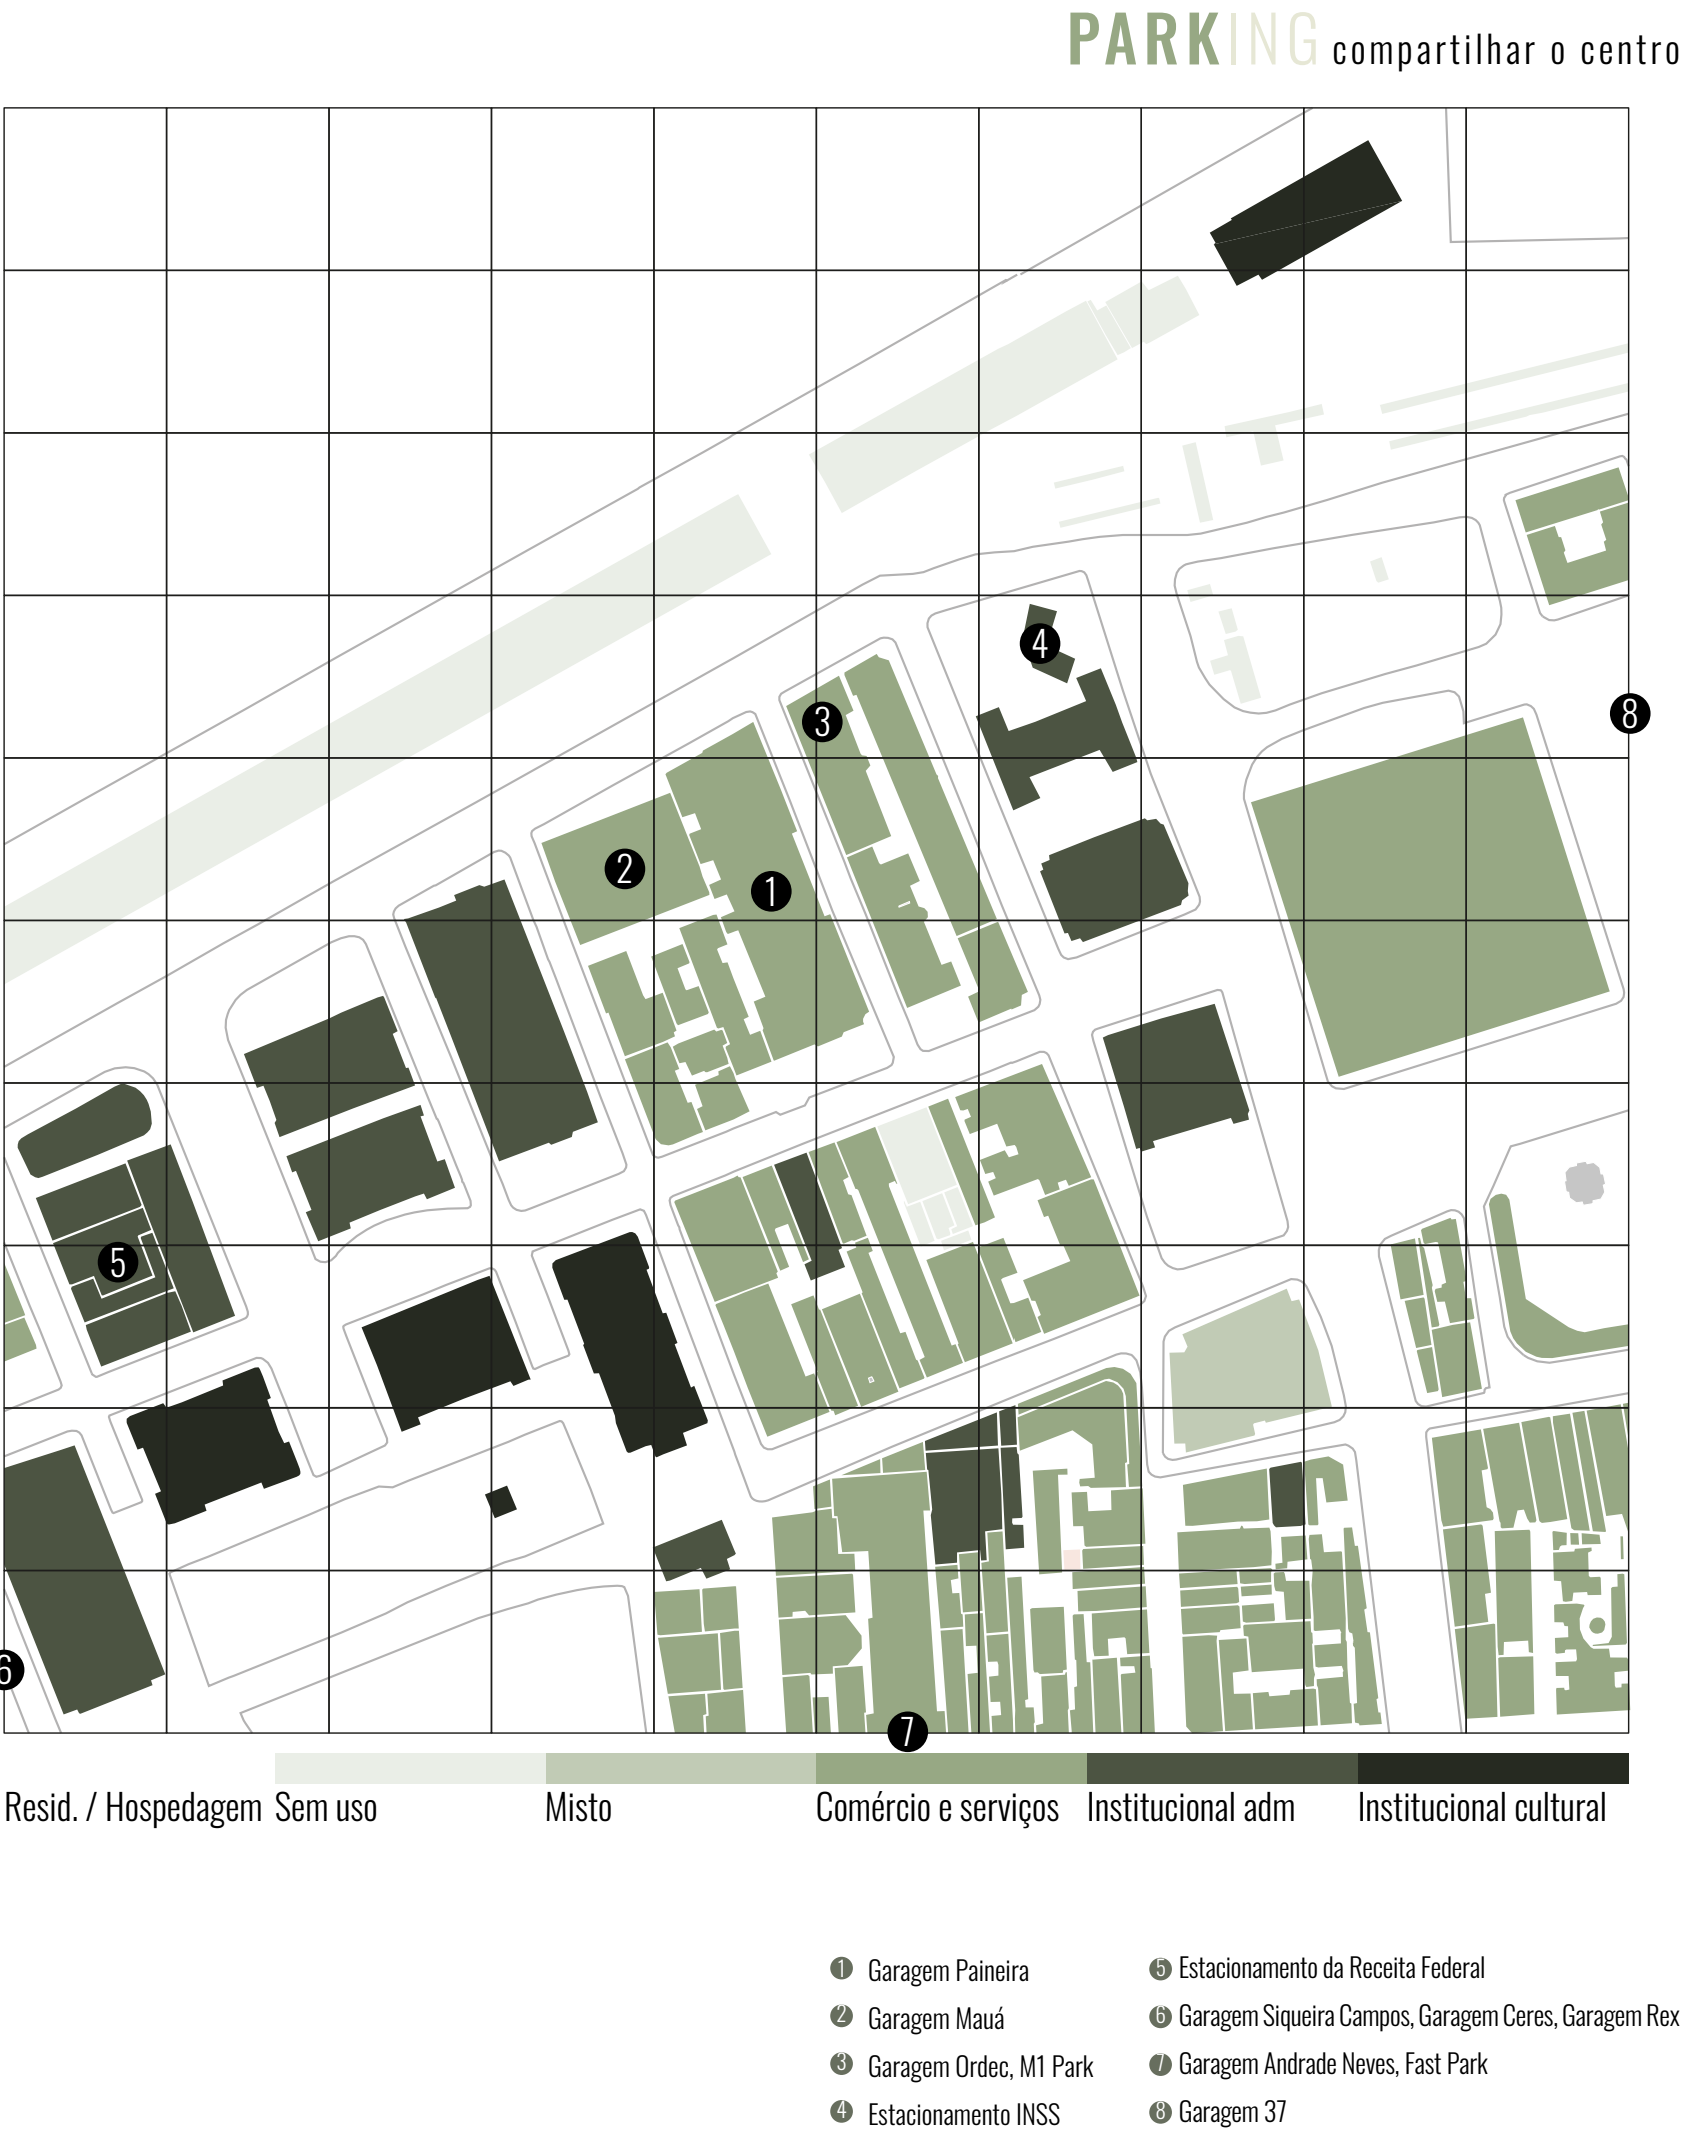 PARKING compartilhar o centro
4
3
8
2
1
5
6
7
Resid. / Hospedagem Sem uso Misto Comércio e serviços Institucional adm Institucional cultural
1 Garagem Paineira
2 Garagem Mauá
3 Garagem Ordec, M1 Park
4 Estacionamento INSS
5 Estacionamento da Receita Federal
6 Garagem Siqueira Campos, Garagem Ceres, Garagem Rex
7 Garagem Andrade Neves, Fast Park
8 Garagem 37